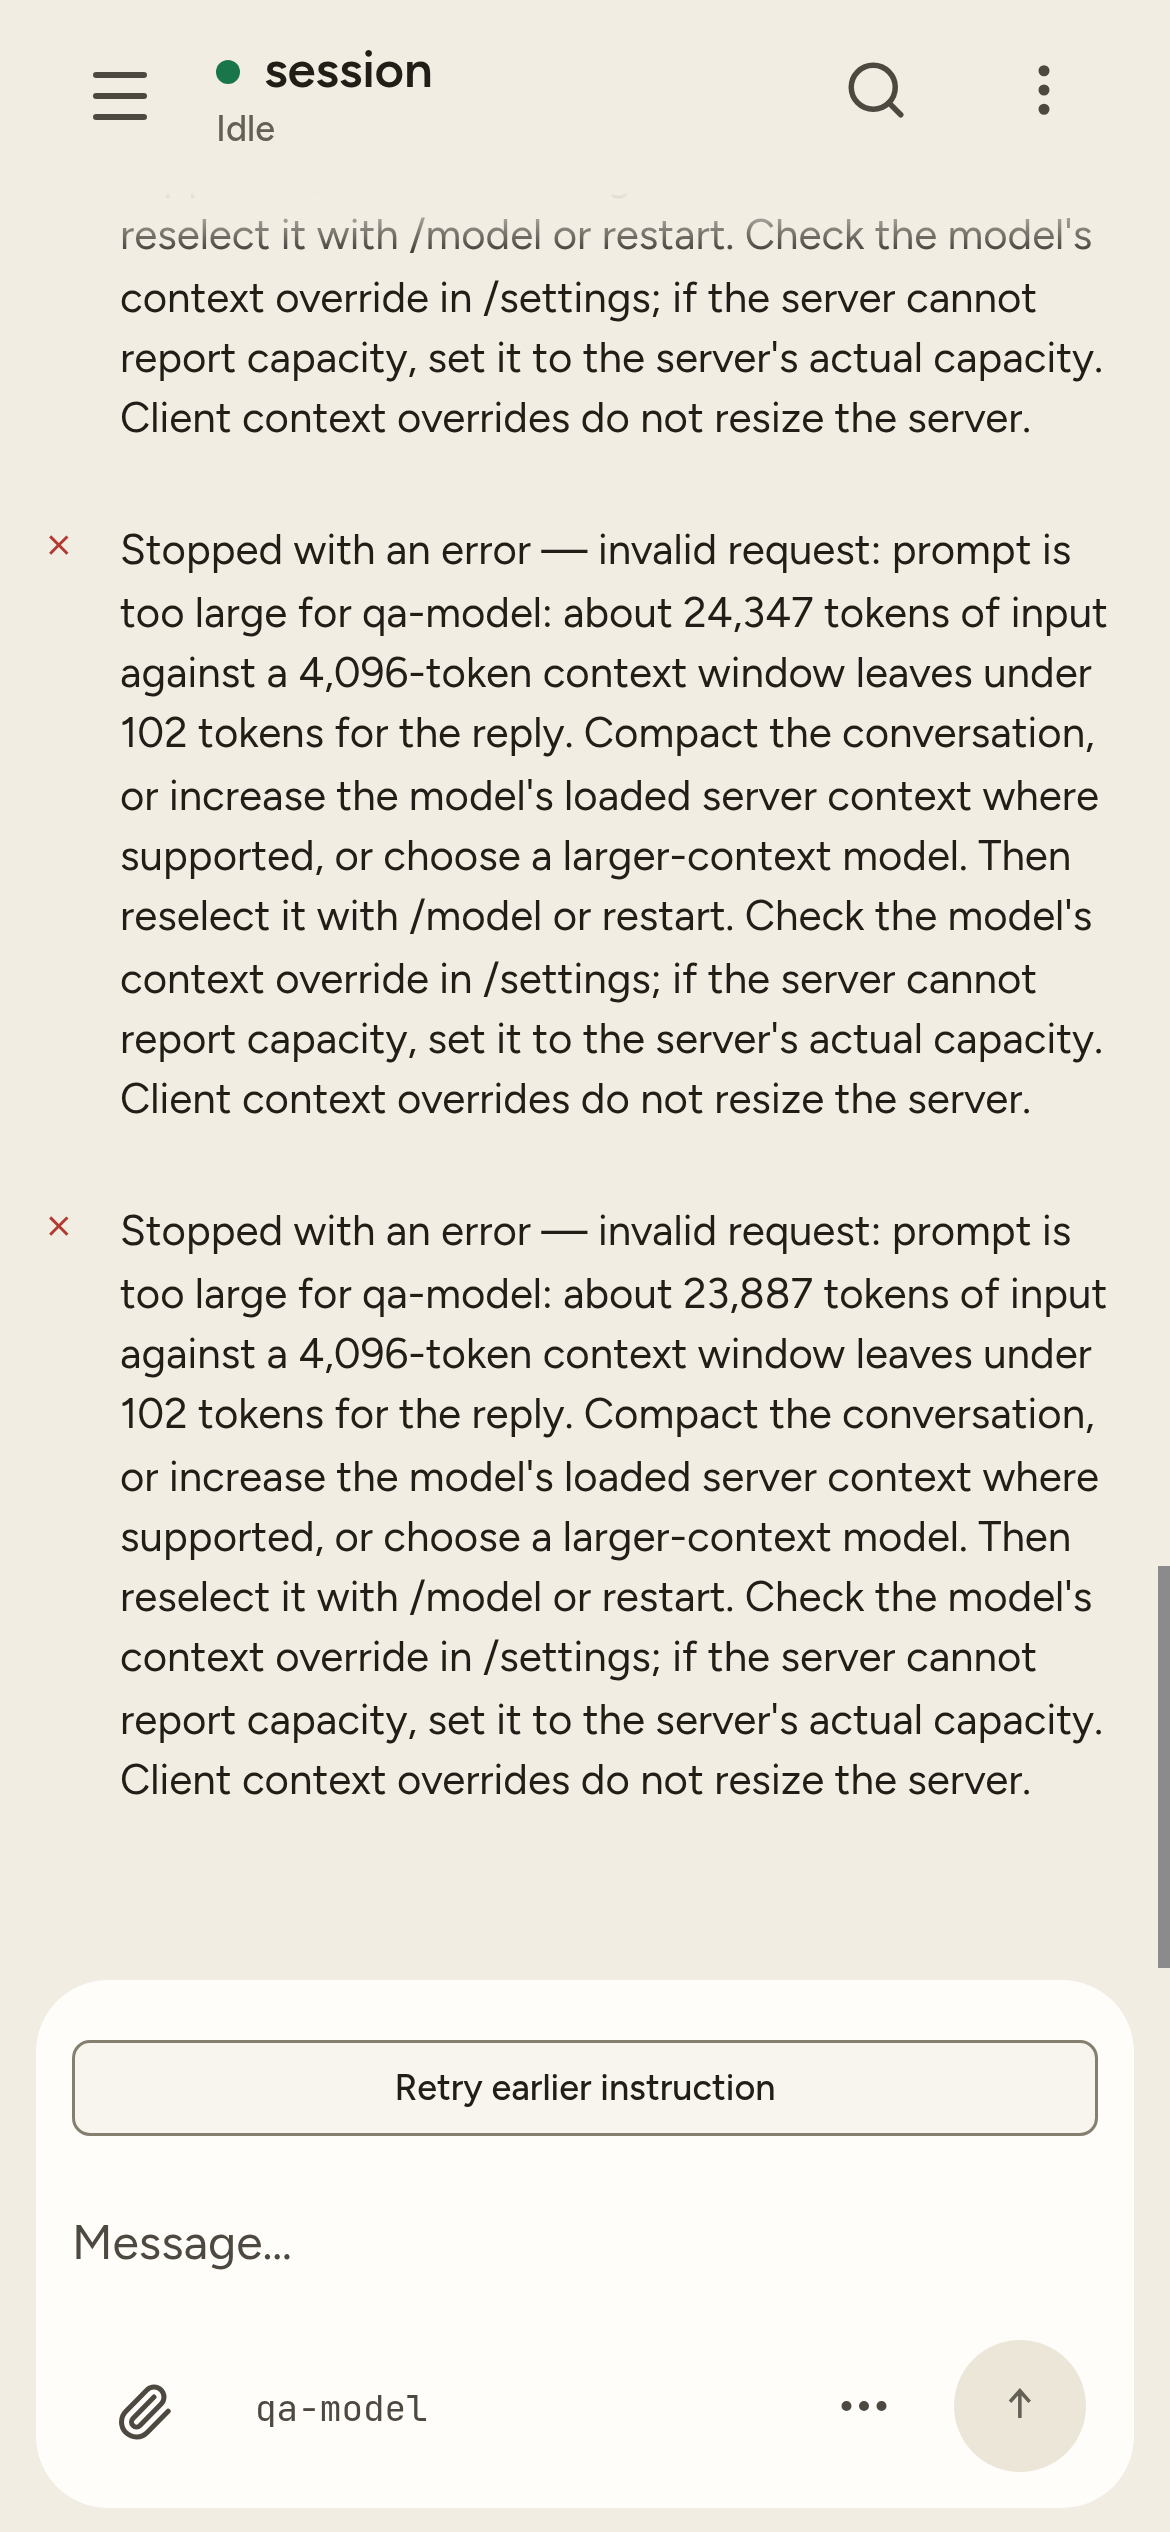 session
Idle
reselect it with /model or restart. Check the model's
context override in /settings; if the server cannot
report capacity, set it to the server's actual capacity.
Client context overrides do not resize the server.
Stopped with an error — invalid request: prompt is
too large for qa-model: about 24,347 tokens of input
against a 4,096-token context window leaves under
102 tokens for the reply. Compact the conversation,
or increase the model's loaded server context where
supported, or choose a larger-context model. Then
reselect it with /model or restart. Check the model's
context override in /settings; if the server cannot
report capacity, set it to the server's actual capacity.
Client context overrides do not resize the server.
Stopped with an error — invalid request: prompt is
too large for qa-model: about 23,887 tokens of input
against a 4,096-token context window leaves under
102 tokens for the reply. Compact the conversation,
or increase the model's loaded server context where
supported, or choose a larger-context model. Then
reselect it with /model or restart. Check the model's
context override in /settings; if the server cannot
report capacity, set it to the server's actual capacity.
Client context overrides do not resize the server.
Retry earlier instruction
Message...
qa-model